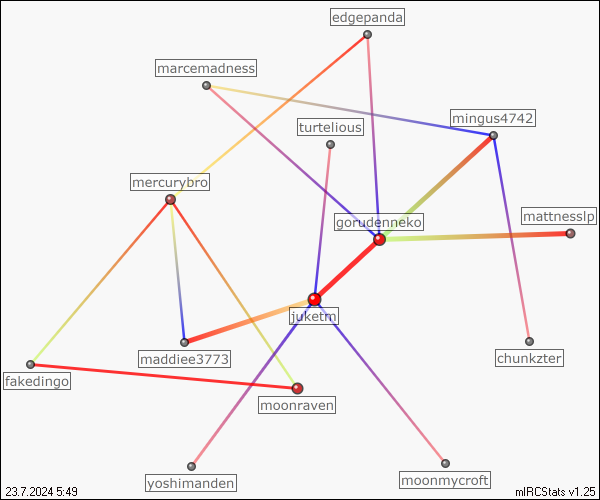 edgepanda
marcemadness
mingus4742
turtelious
mercurybro
mattnesslp
gorudenneko
juketm
maddiee3773
chunkzter
fakedingo
moonraven
yoshimanden
moonmycroft
23.7.2024 5:49
mIRCStats v1.25